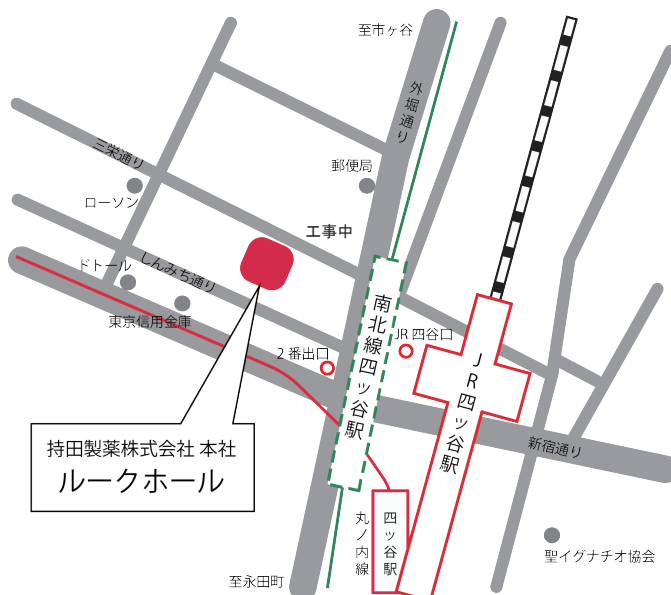 至市ヶ谷
外堀通り
三栄通り
郵便局
ローソン
工事中
ドトール
しんみち通り
東京信用金庫
南北線四ッ谷駅
JR四谷口
2番出口
JR四ッ谷駅
持田製薬株式会社 本社
ルークホール
新宿通り
丸ノ内線
四ッ谷駅
聖イグナチオ協会
至永田町